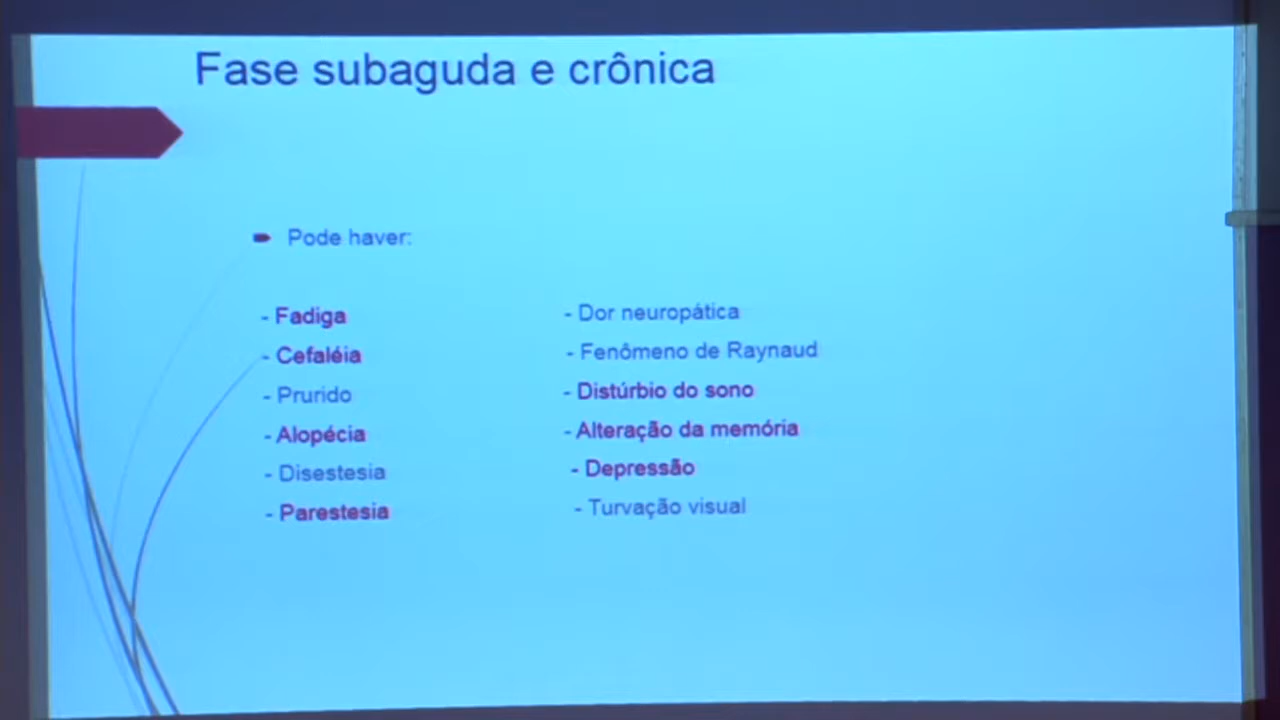 Fase subaguda e crônica
Pode haver:
- Fadiga
- Cefaléia
- Prurido
- Alopécia
- Disestesia
- Parestesia
- Dor neuropática
- Fenômeno de Raynaud
- Distúrbio do sono
- Alteração da memória
- Depressão
- Turvação visual